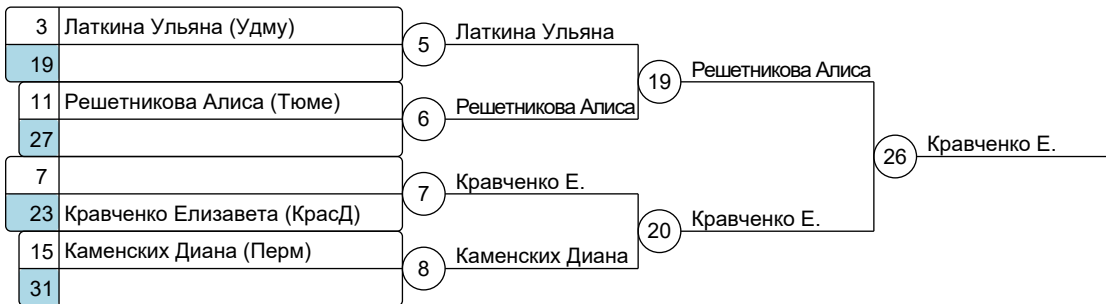 3 Латкина Ульяна (Удму)
19
11 Решетникова Алиса (Тюме)
27
7
23 Кравченко Елизавета (КрасД)
15 Каменских Диана (Перм)
31
5 Латкина Ульяна
6 Решетникова Алиса
7 Кравченко Е.
8 Каменских Диана
19 Решетникова Алиса
20 Кравченко Е.
26 Кравченко Е.